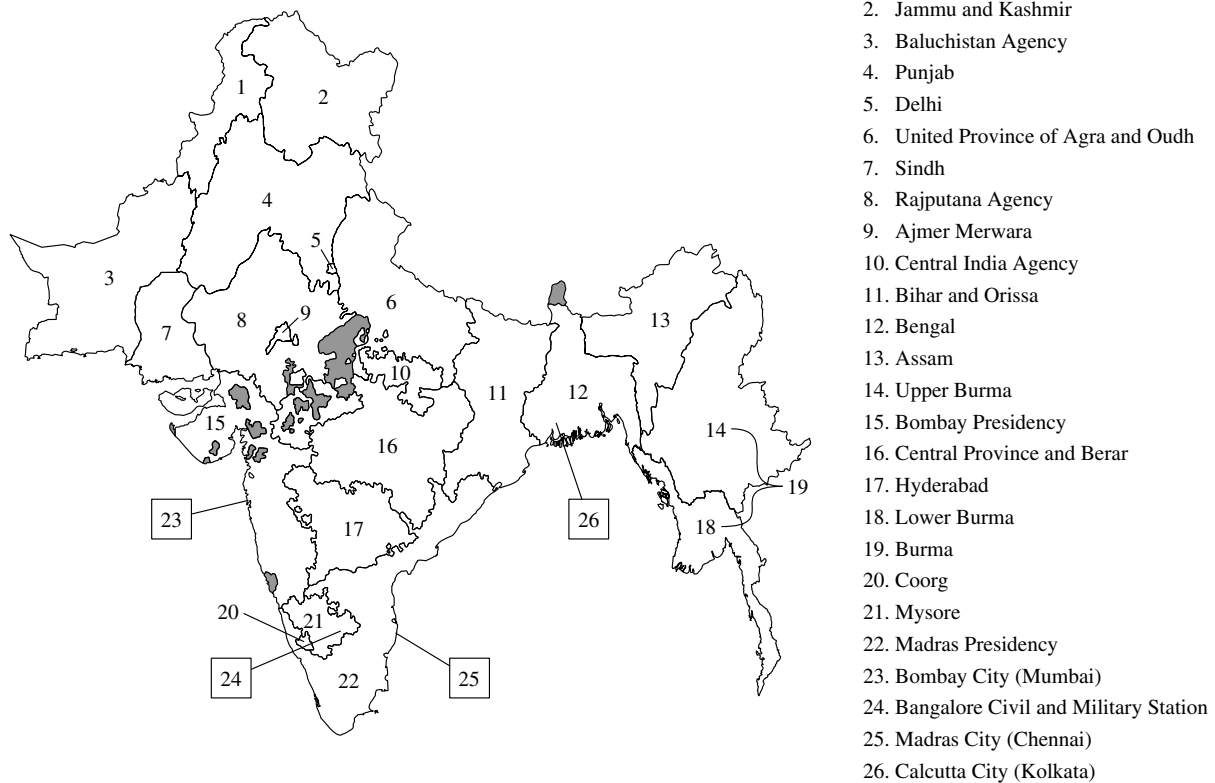 1
2
3
4
5
6
7
8
9
10
11
12
13
14
15
16
17
18
19
20
21
22
23
24
25
26
2. Jammu and Kashmir
3. Baluchistan Agency
4. Punjab
5. Delhi
6. United Province of Agra and Oudh
7. Sindh
8. Rajputana Agency
9. Ajmer Merwara
10. Central India Agency
11. Bihar and Orissa
12. Bengal
13. Assam
14. Upper Burma
15. Bombay Presidency
16. Central Province and Berar
17. Hyderabad
18. Lower Burma
19. Burma
20. Coorg
21. Mysore
22. Madras Presidency
23. Bombay City (Mumbai)
24. Bangalore Civil and Military Station
25. Madras City (Chennai)
26. Calcutta City (Kolkata)